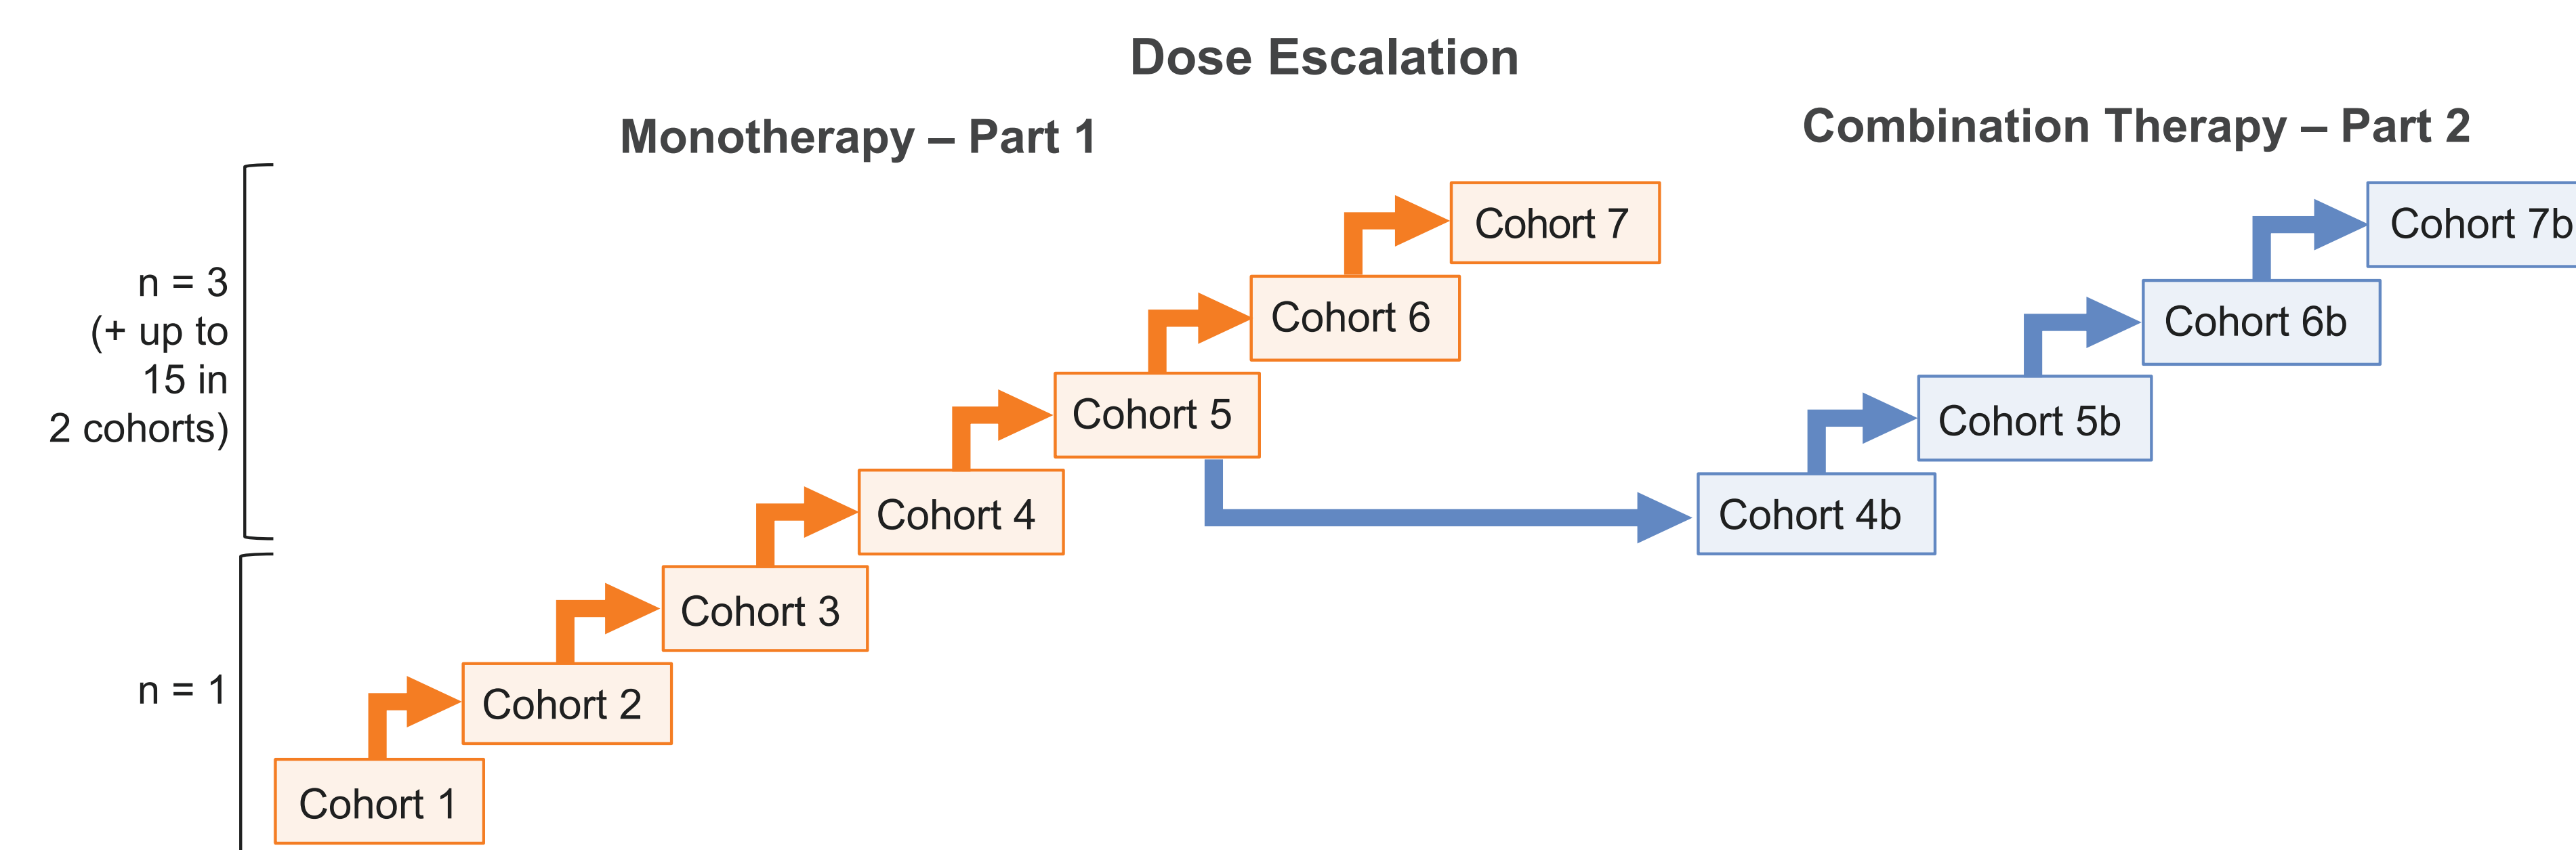 Dose Escalation
Monotherapy – Part 1
Combination Therapy – Part 2
n = 3
(+ up to
15 in
2 cohorts)
n = 1
Cohort 7
Cohort 6
Cohort 5
Cohort 4
Cohort 3
Cohort 2
Cohort 1
Cohort 7b
Cohort 6b
Cohort 5b
Cohort 4b